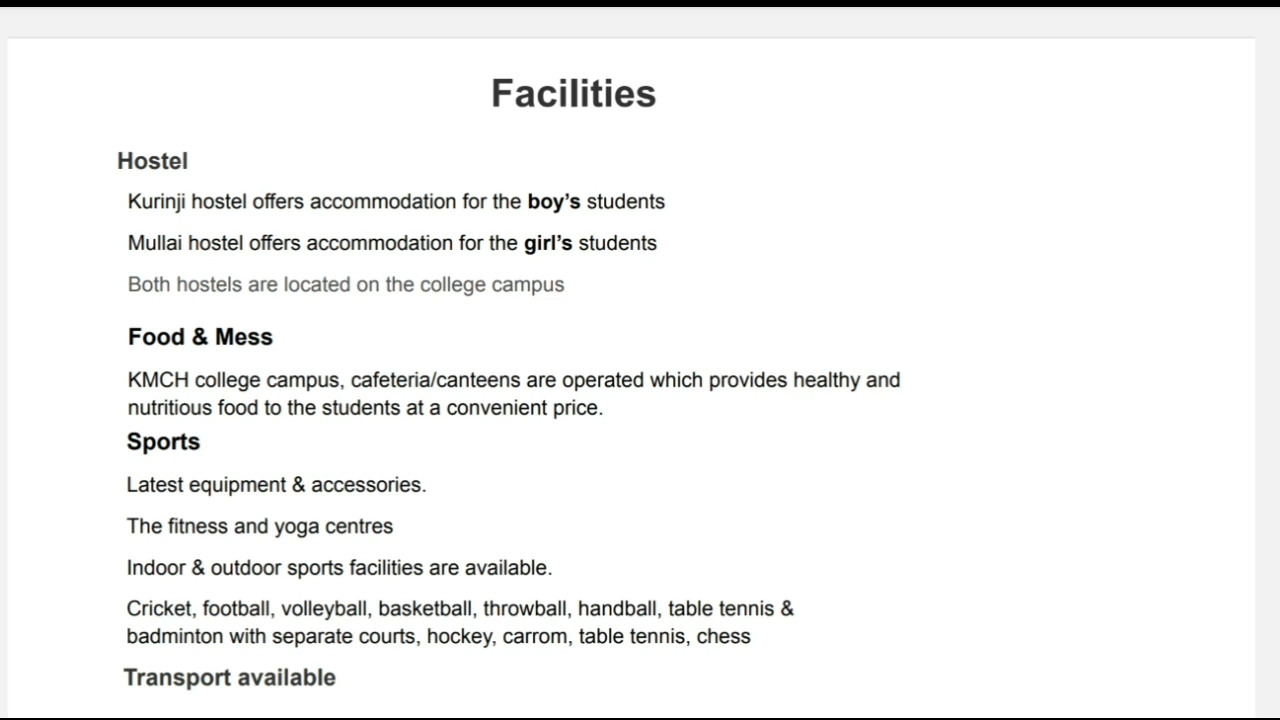 Facilities
Hostel
Kurinji hostel offers accommodation for the boy’s students
Mullai hostel offers accommodation for the girl’s students
Both hostels are located on the college campus
Food & Mess
KMCH college campus, cafeteria/canteens are operated which provides healthy and
nutritious food to the students at a convenient price.
Sports
Latest equipment & accessories.
The fitness and yoga centres
Indoor & outdoor sports facilities are available.
Cricket, football, volleyball, basketball, throwball, handball, table tennis &
badminton with separate courts, hockey, carrom, table tennis, chess
Transport available